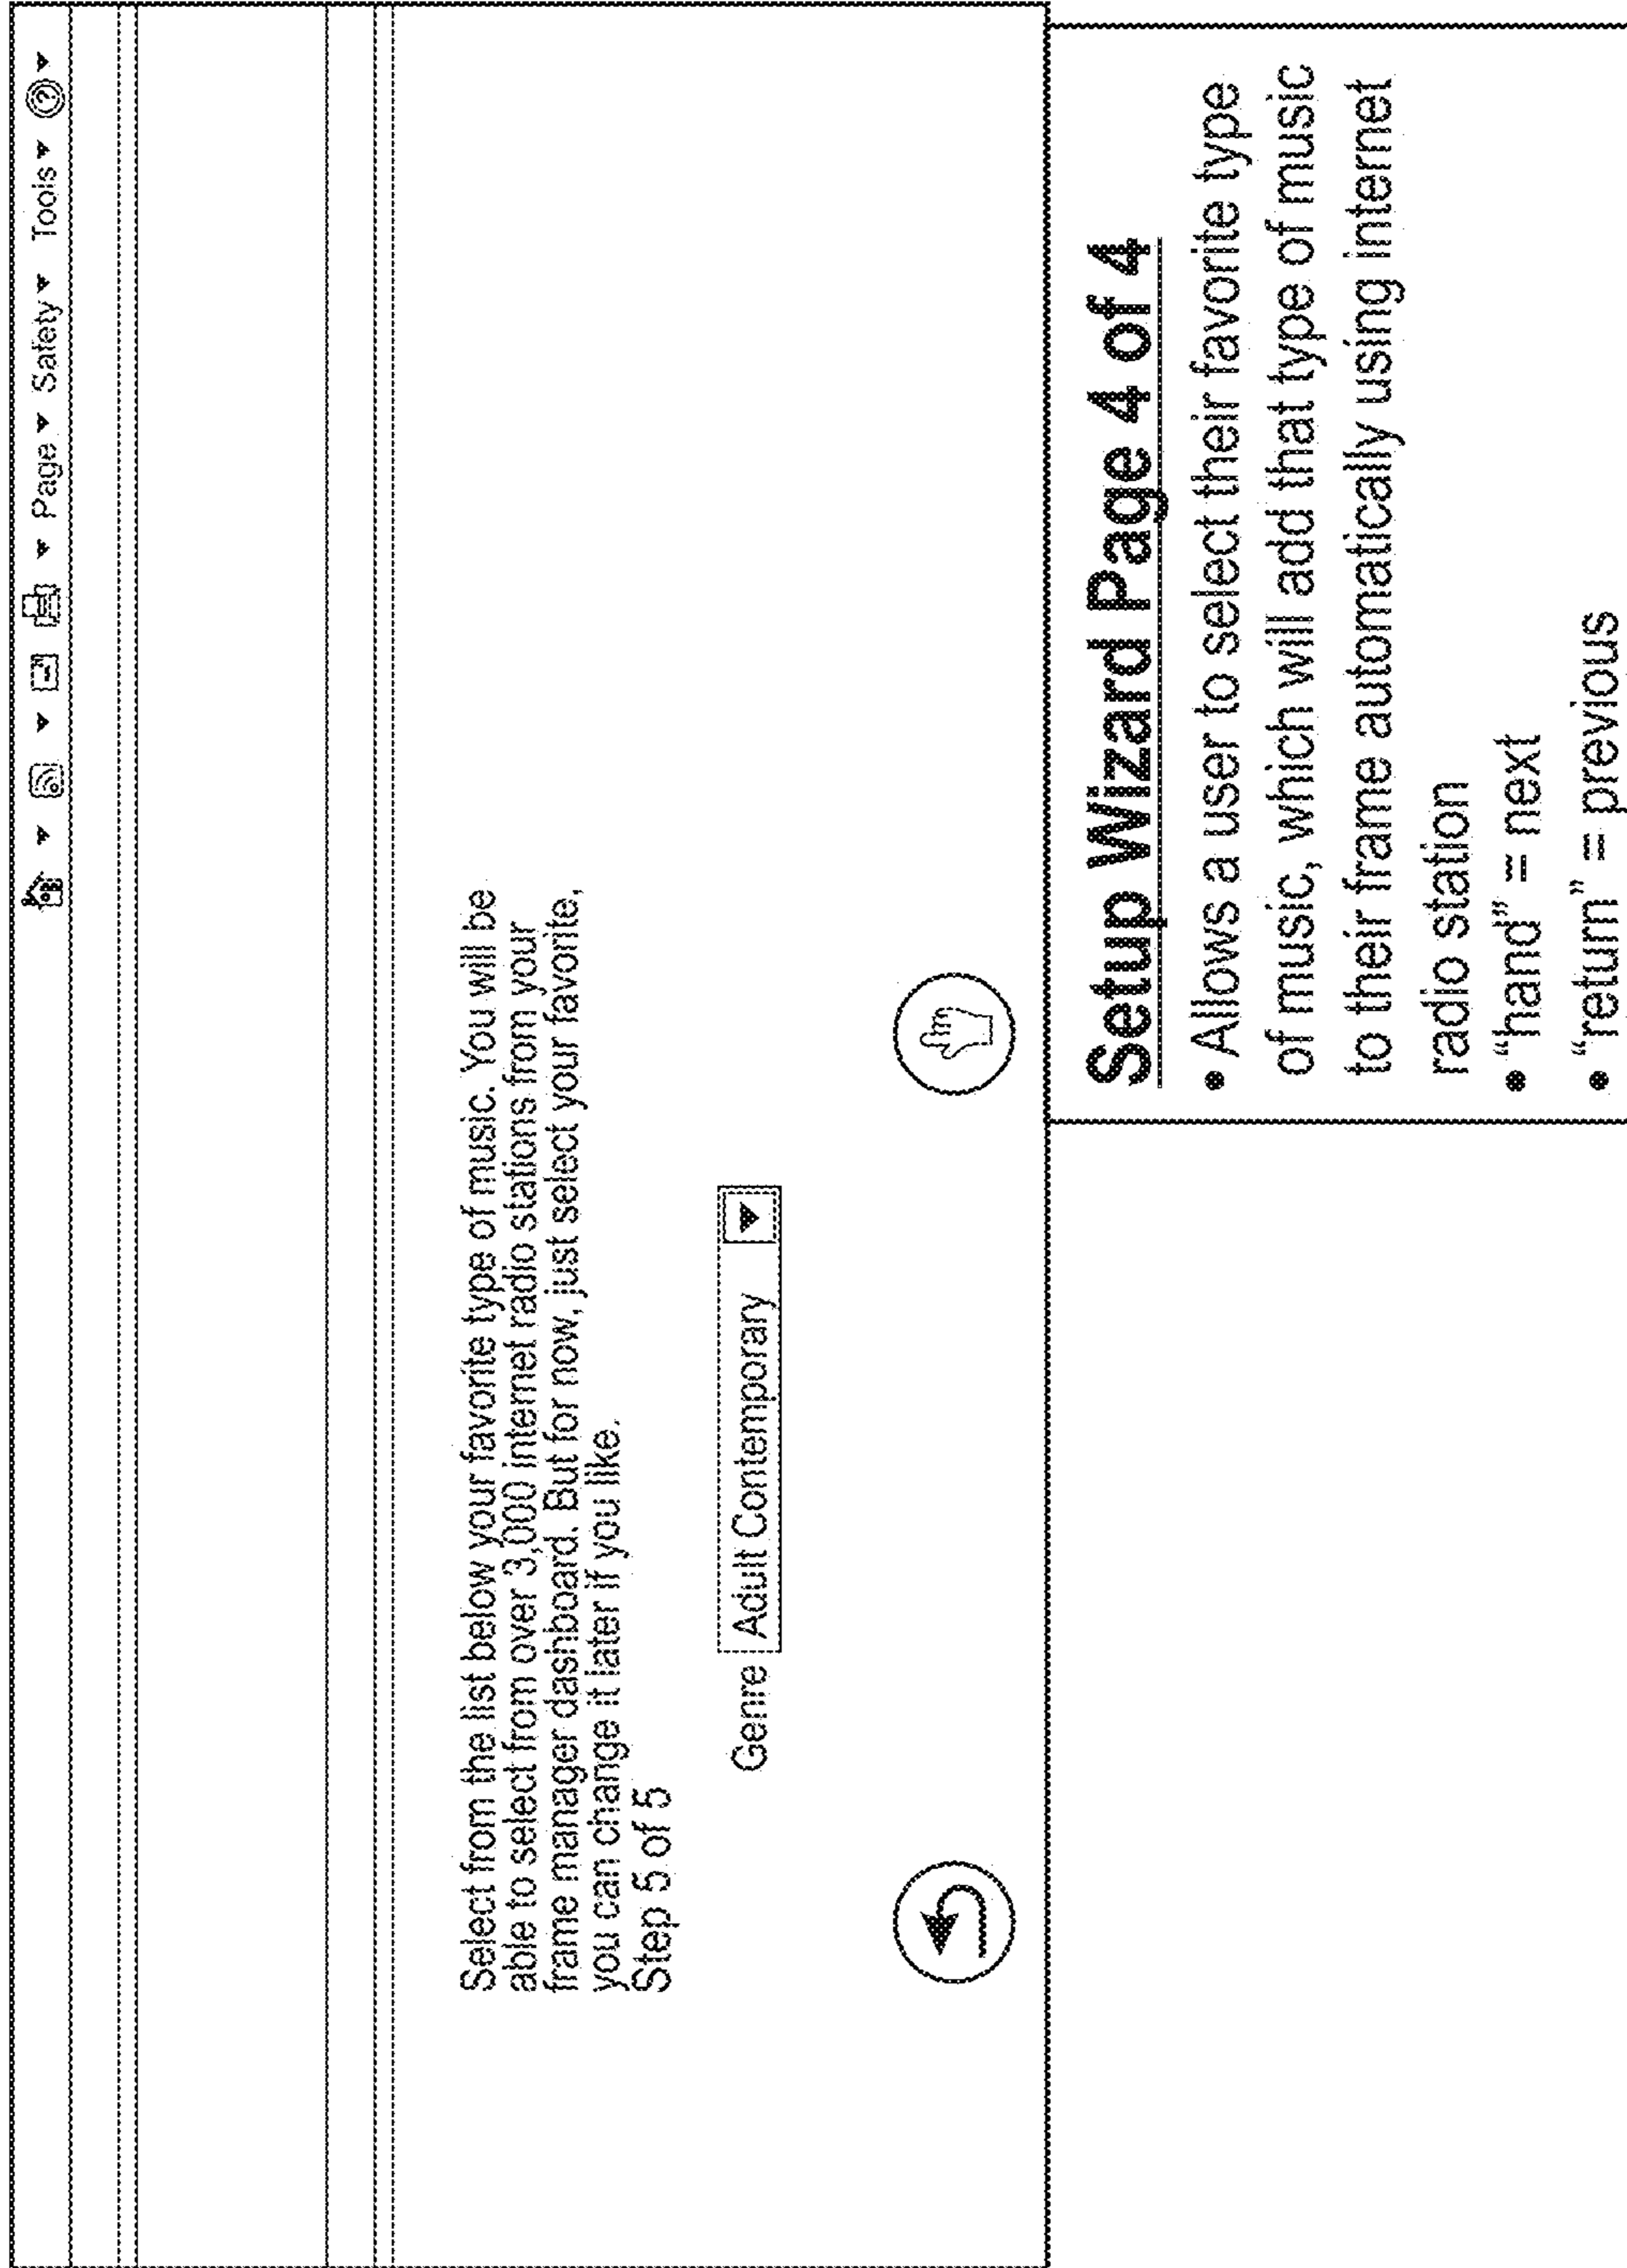 Page Safety Tools ?
Select from the list below your favorite type of music. You will be
able to select from over 3,000 internet radio stations from your
frame manager dashboard. But for now, just select your favorite,
you can change it later if you like.
Step 5 of 5
Genre Adult Contemporary
Setup Wizard Page 4 of 4
• Allows a user to select their favorite type
of music, which will add that type of music
to their frame automatically using internet
radio station
• “hand” = next
• “return” = previous